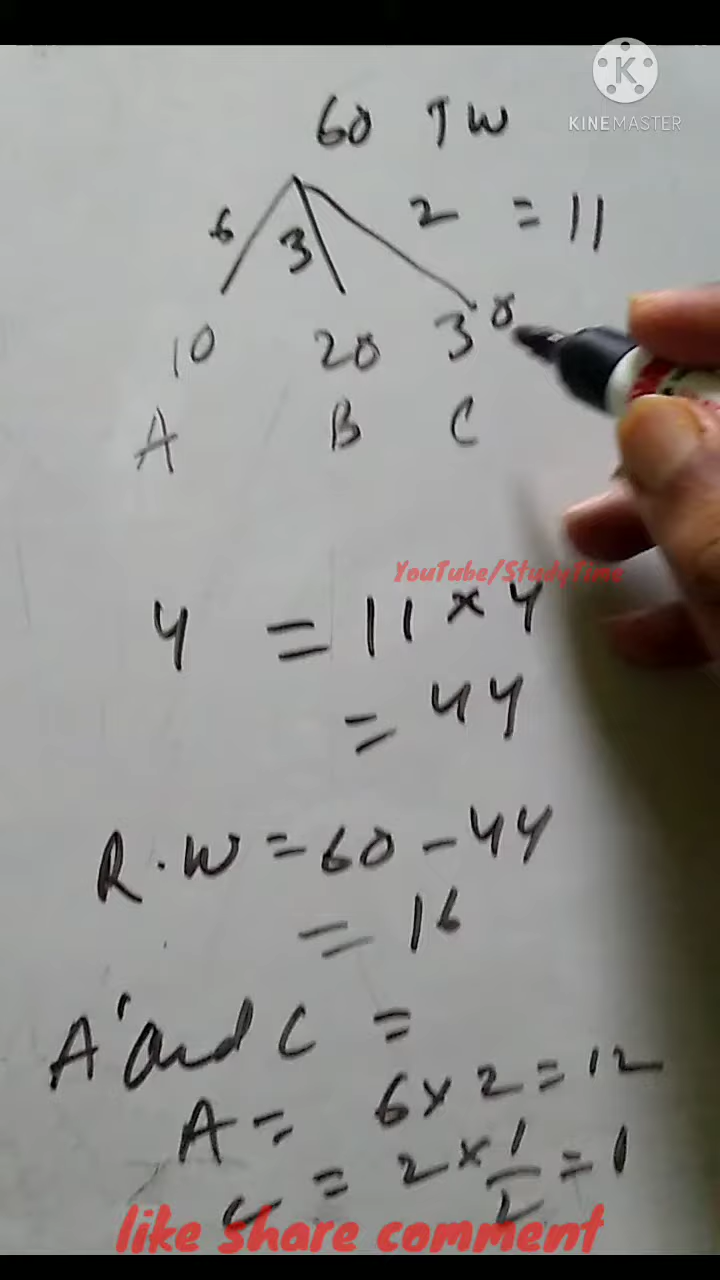 KINEMASTER
60 TW
6 3 2 = 11
10 20 30
A B C
YouTube/StudyTime
4 = 11 × 4
= 44
R.W = 60 - 44
= 16
A and C =
A = 6 × 2 = 12
C = 2 × 1/2 = 1
like share comment